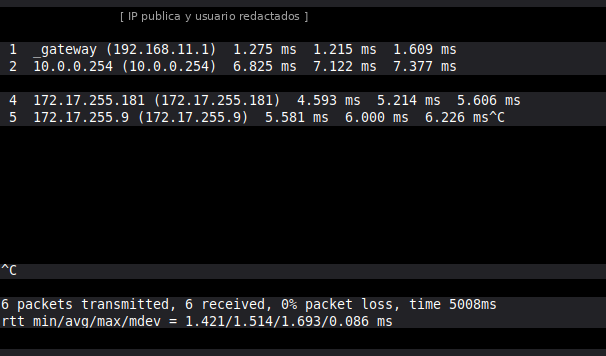 [ IP publica y usuario redactados ]
1 _gateway (192.168.11.1) 1.275 ms 1.215 ms 1.609 ms
2 10.0.0.254 (10.0.0.254) 6.825 ms 7.122 ms 7.377 ms
4 172.17.255.181 (172.17.255.181) 4.593 ms 5.214 ms 5.606 ms
5 172.17.255.9 (172.17.255.9) 5.581 ms 6.000 ms 6.226 ms^C
^C
6 packets transmitted, 6 received, 0% packet loss, time 5008ms
rtt min/avg/max/mdev = 1.421/1.514/1.693/0.086 ms